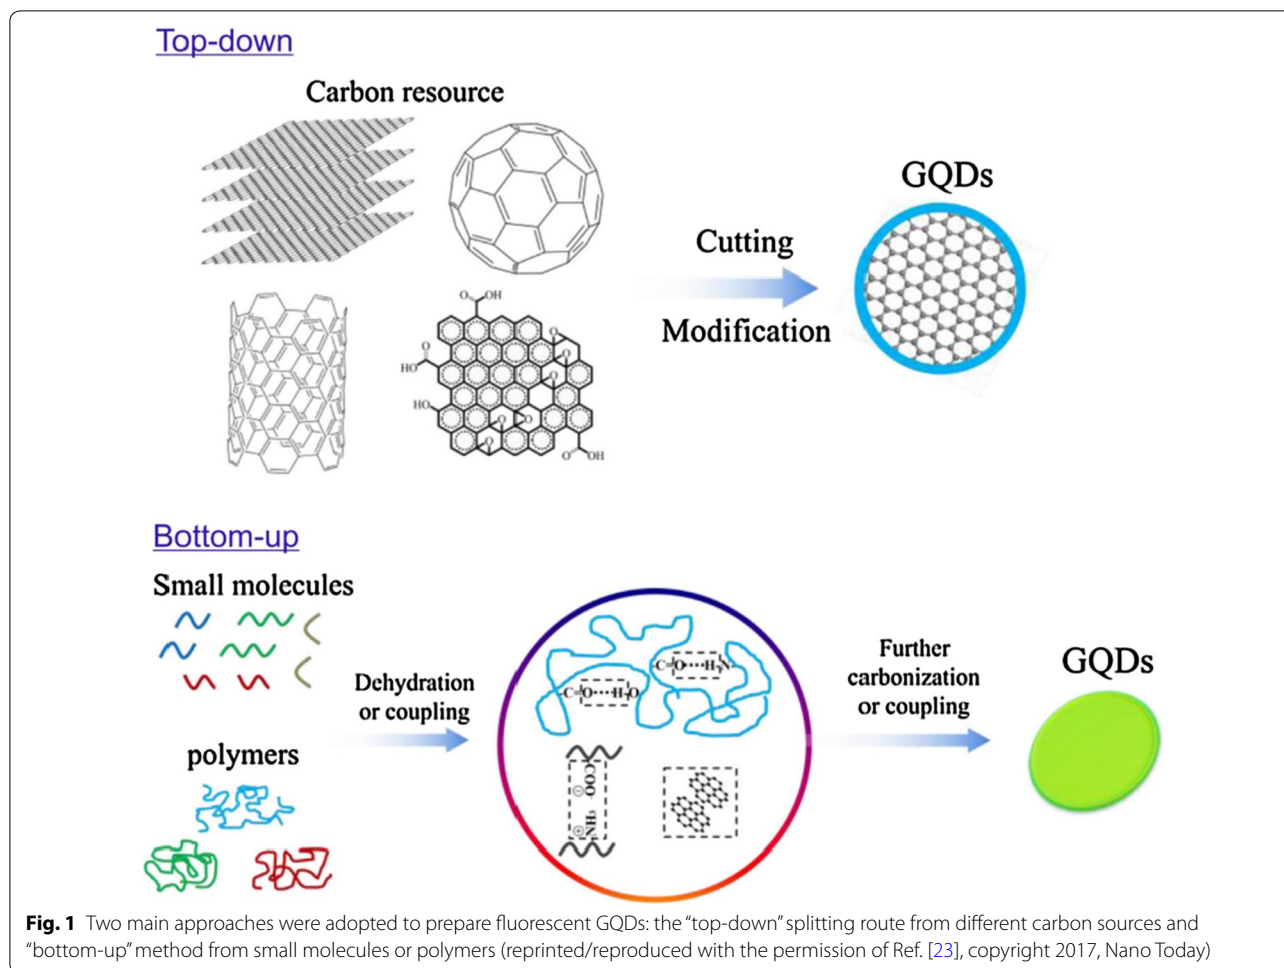 Top-down
Carbon resource
GQDs
Cutting
Modification
O OH
O
HO
HO
O
O
O
O O
O
O OH
Bottom-up
Small molecules
Dehydration
or coupling
polymers
C=O····H-N
C=O····H-O
COO
⊖
NH₃
⊕
Further
carbonization
or coupling
GQDs
Fig. 1 Two main approaches were adopted to prepare fluorescent GQDs: the “top-down” splitting route from different carbon sources and
“bottom-up” method from small molecules or polymers (reprinted/reproduced with the permission of Ref. [23], copyright 2017, Nano Today)